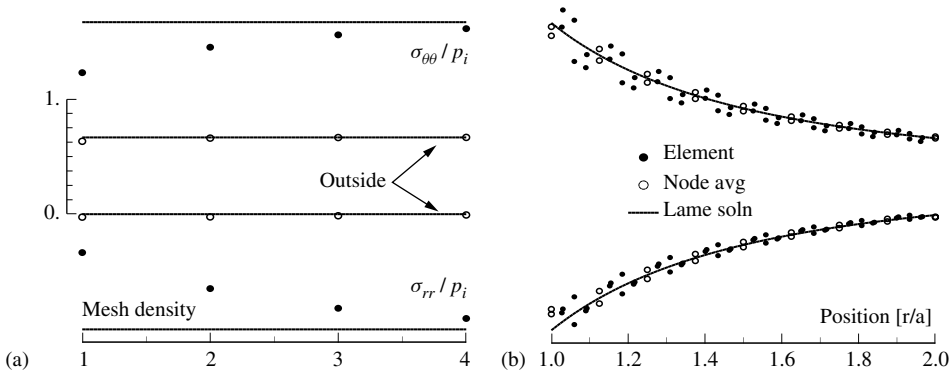 σθθ / pi
1.
Outside
0.
σrr / pi
Mesh density
(a)
1 2 3 4
Element
Node avg
Lame soln
Position [r/a]
(b)
1.0 1.2 1.4 1.6 1.8 2.0